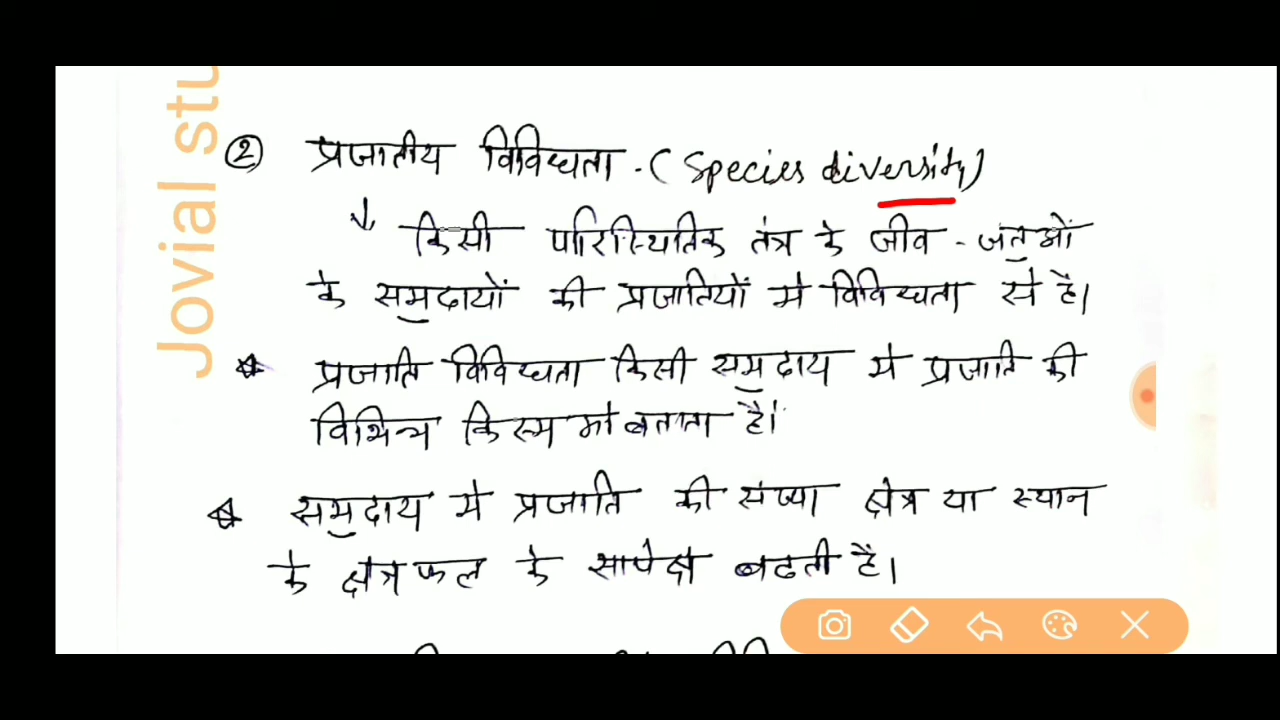 Jovial stu
② प्रजातीय विविधता - (Species diversity)
↓ किसी पारिस्थितिक तंत्र के जीव - जतुओं
के समुदायों की प्रजातियों मे विविधता से है।
प्रजाति विविधता किसी समुदाय मे प्रजाति की
विभिन्य किस्म को बताता है।
समुदाय मे प्रजाति की संख्या क्षेत्र या स्थान
के क्षेत्रफल के सापेक्ष बढती है।